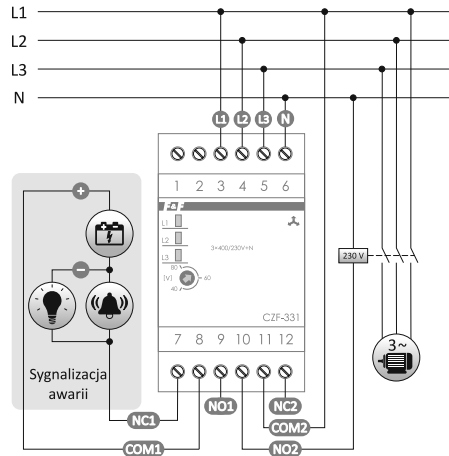 L1
L2
L3
N
L1 L2 L3 N
1 2 3 4 5 6
F&F
L1
L2
L3
3×400/230V+N
80
[V]
60
40
CZF-331
7 8 9 10 11 12
+
−
Sygnalizacja
awarii
NC1
NO1
NC2
COM2
COM1
NO2
230 V
3~